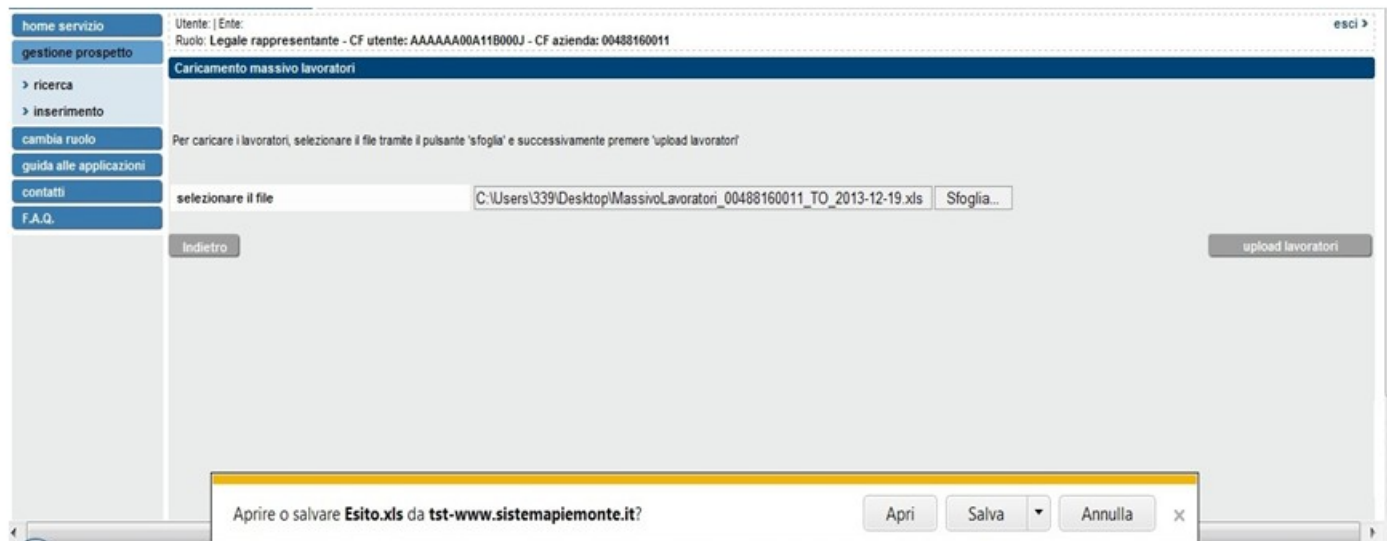 home servizio
gestione prospetto
> ricerca
> inserimento
cambia ruolo
guida alle applicazioni
contatti
F.A.Q.
Utente: | Ente:
esci >
Ruolo: Legale rappresentante - CF utente: AAAAAA00A11B000J - CF azienda: 00488160011
Caricamento massivo lavoratori
Per caricare i lavoratori, selezionare il file tramite il pulsante 'sfoglia' e successivamente premere 'upload lavoratori'
selezionare il file C:\Users\339\Desktop\MassivoLavoratori_00488160011_TO_2013-12-19.xls Sfoglia...
Indietro upload lavoratori
Aprire o salvare Esito.xls da tst-www.sistemapiemonte.it? Apri Salva Annulla